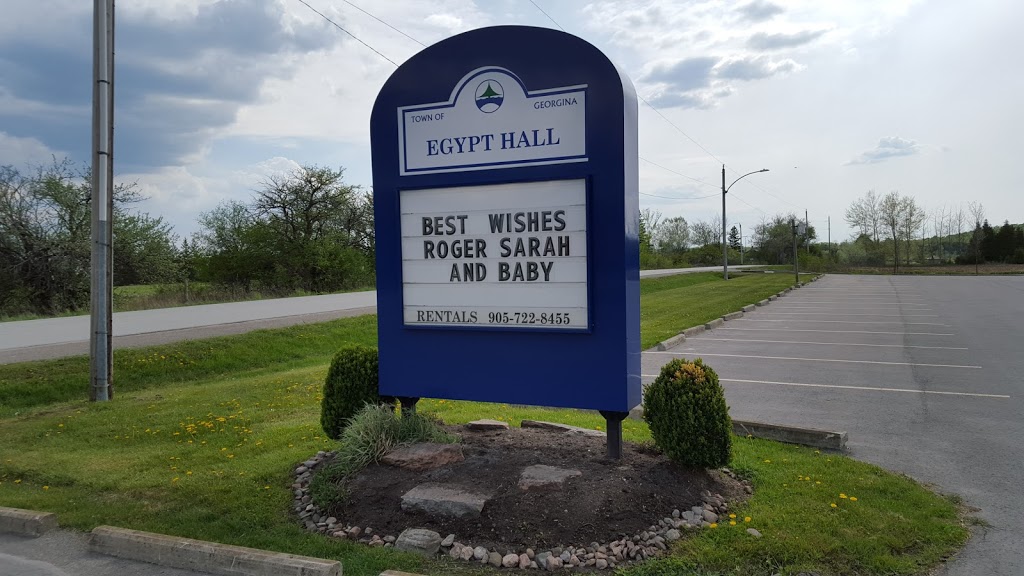 TOWN OF GEORGINA
EGYPT HALL
BEST WISHES
ROGER SARAH
AND BABY
RENTALS 905-722-8455